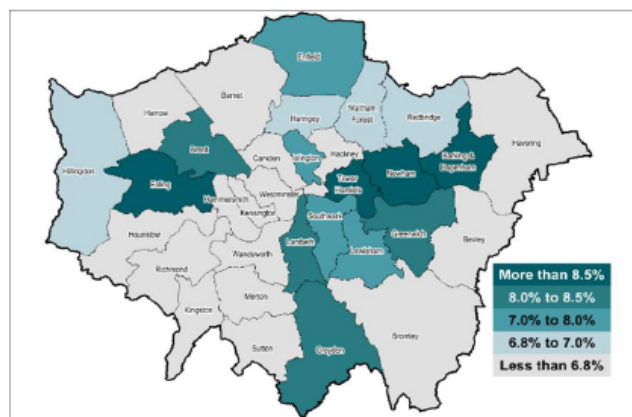 Enfield
Barnet
Harrow
Haringey
Waltham
Forest
Redbridge
Havering
Hillingdon
Brent
Camden
Islington
Hackney
Barking &
Dagenham
Newham
Tower
Hamlets
Ealing
Westminster
Hammersmith
Kensington
Southwark
Greenwich
Hounslow
Lambeth
Lewisham
Bexley
Wandsworth
Richmond
Merton
Kingston
Sutton
Croydon
Bromley
More than 8.5%
8.0% to 8.5%
7.0% to 8.0%
6.8% to 7.0%
Less than 6.8%